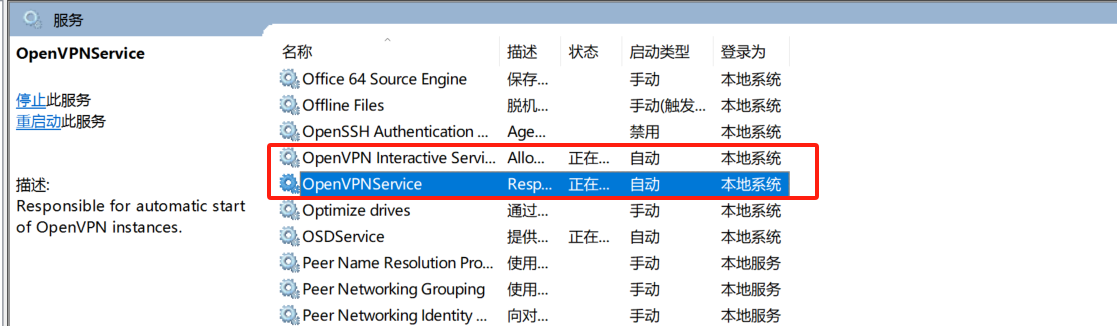 服务
OpenVPNService
停止此服务
重启动此服务
描述:
Responsible for automatic start
of OpenVPN instances.
名称 描述 状态 启动类型 登录为
Office 64 Source Engine 保存... 手动 本地系统
Offline Files 脱机... 手动(触发... 本地系统
OpenSSH Authentication ... Age... 禁用 本地系统
OpenVPN Interactive Servi... Allo... 正在... 自动 本地系统
OpenVPNService Resp... 正在... 自动 本地系统
Optimize drives 通过... 手动 本地系统
OSDService 提供... 正在... 自动 本地系统
Peer Name Resolution Pro... 使用... 手动 本地服务
Peer Networking Grouping 使用... 手动 本地服务
Peer Networking Identity ... 向对... 手动 本地服务